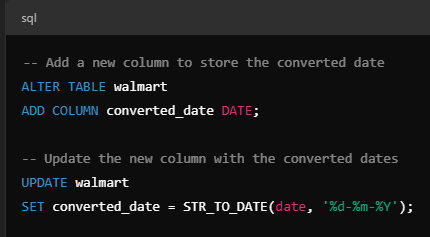 sql
-- Add a new column to store the converted date
ALTER TABLE walmart
ADD COLUMN converted_date DATE;
-- Update the new column with the converted dates
UPDATE walmart
SET converted_date = STR_TO_DATE(date, '%d-%m-%Y');